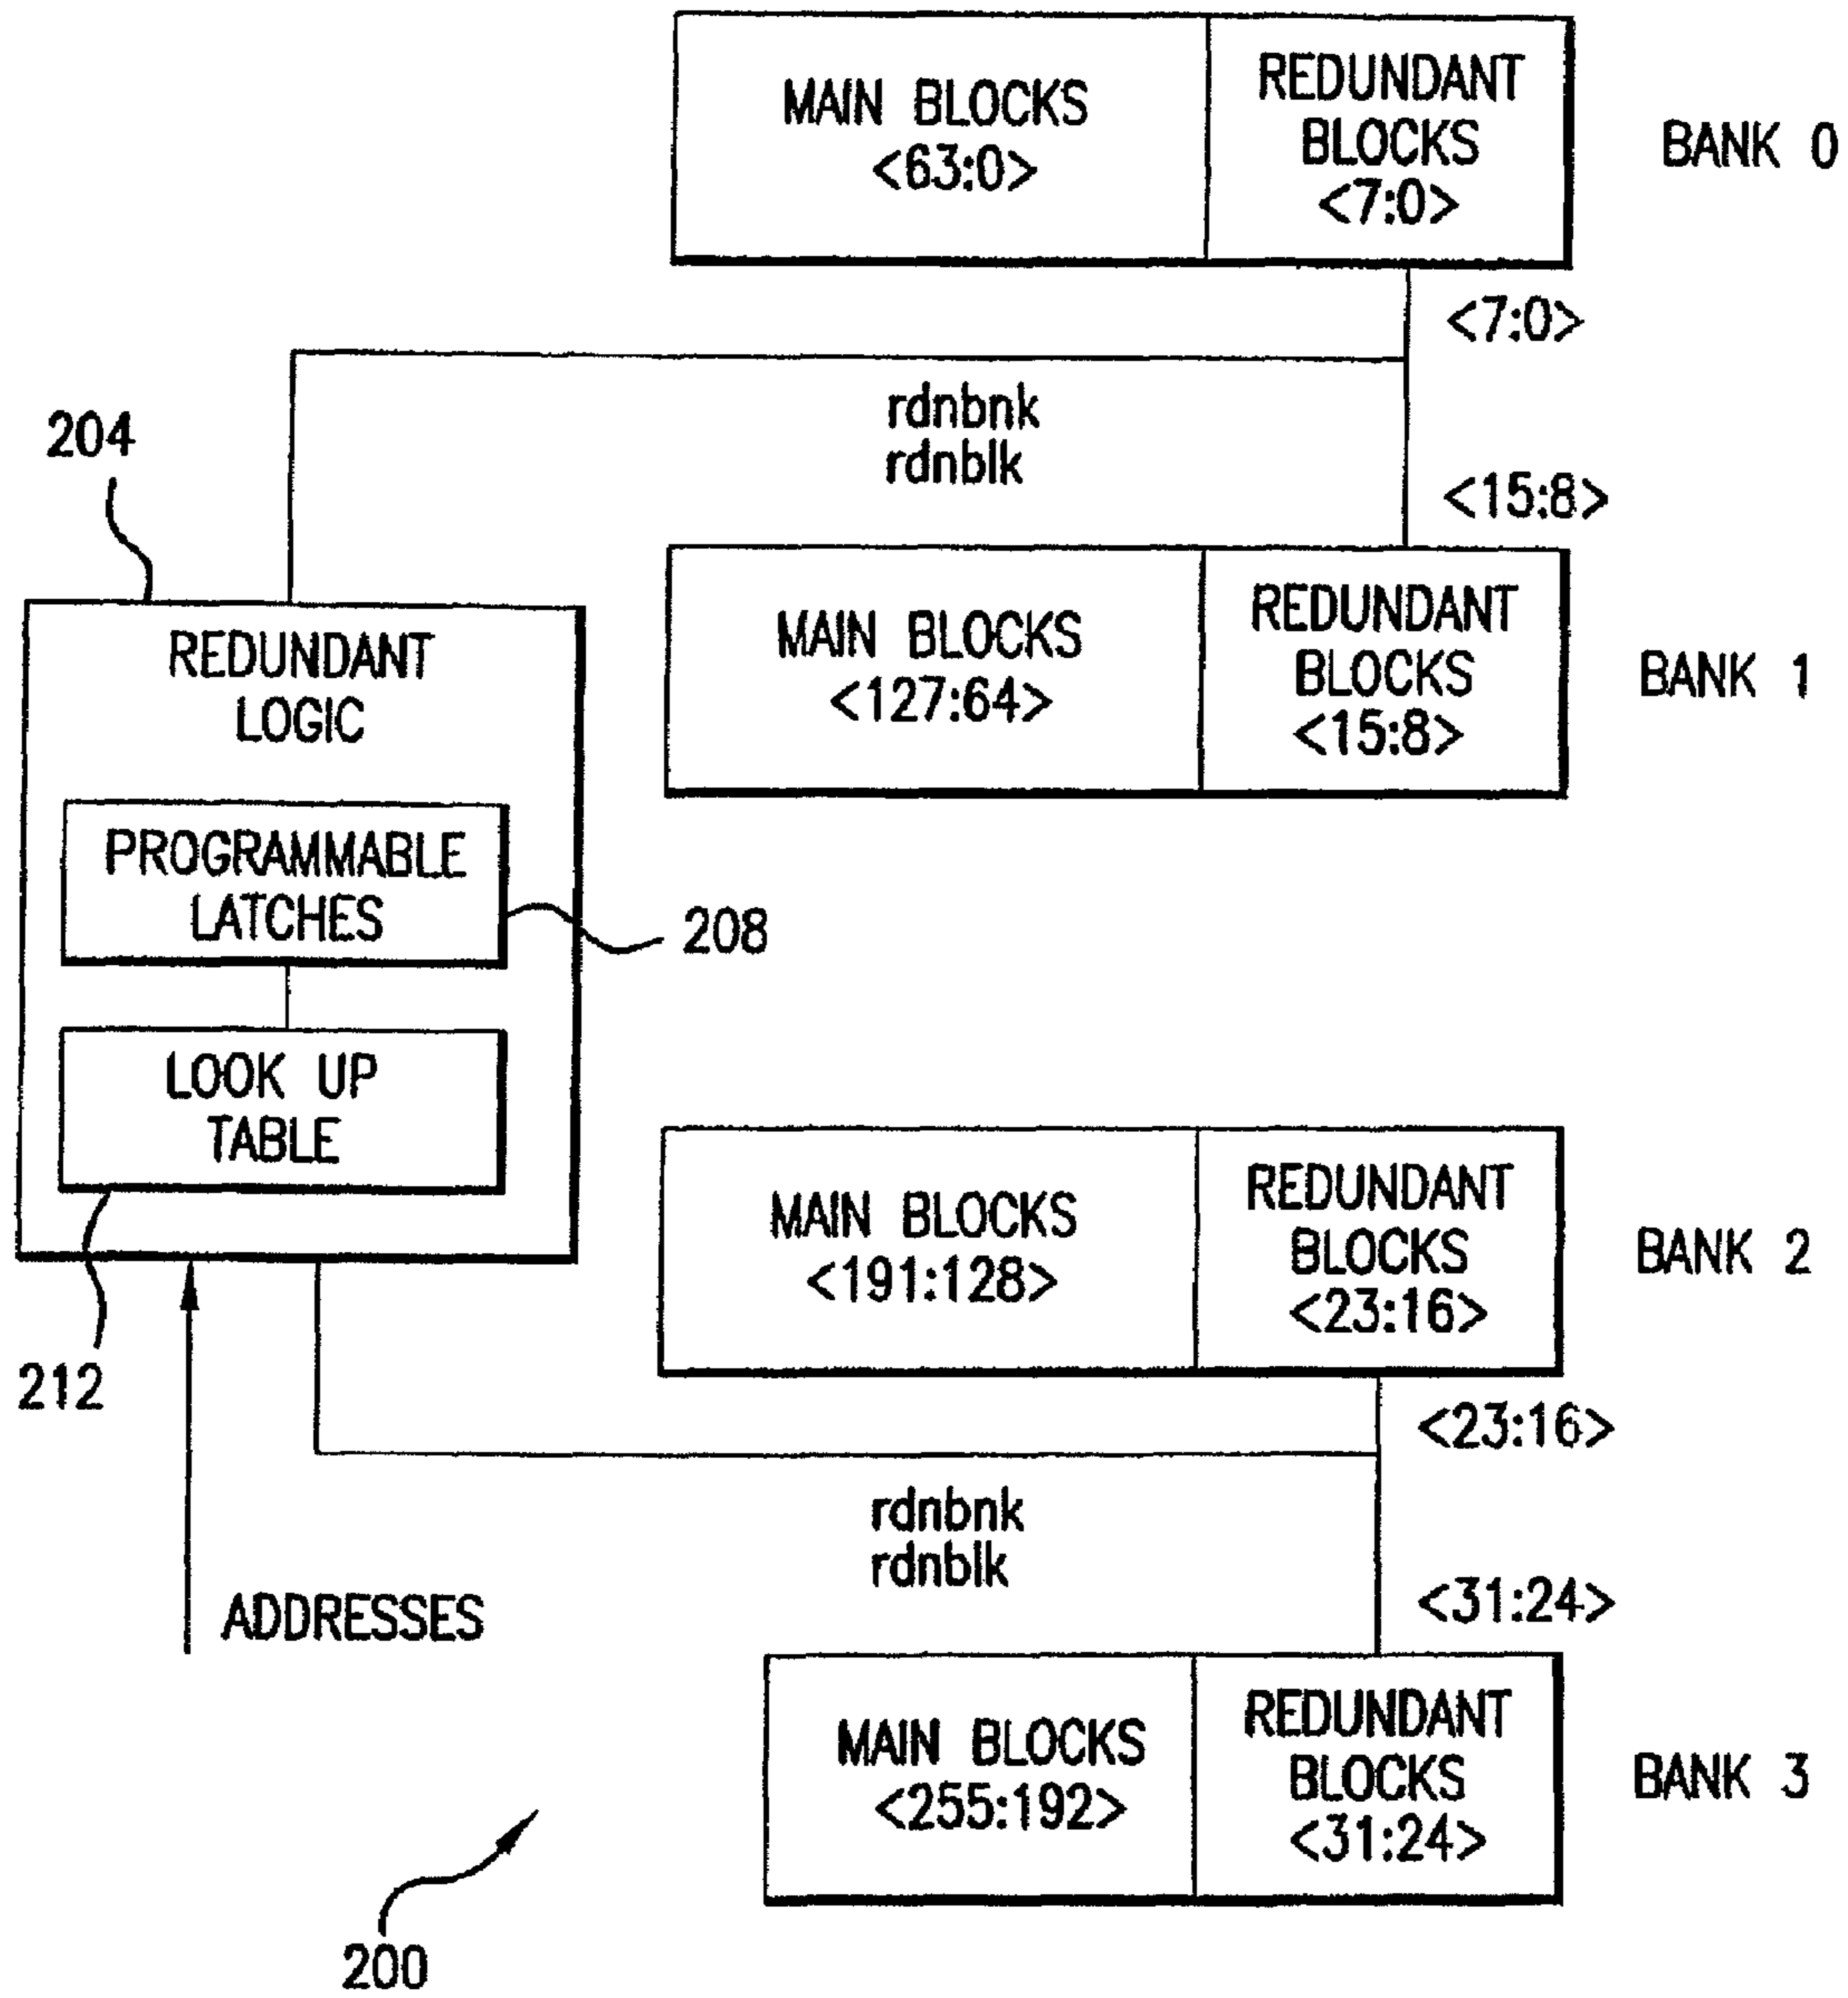 MAIN BLOCKS
<63:0>
REDUNDANT
BLOCKS
<7:0>
BANK 0
<7:0>
rdnbnk
rdnblk
<15:8>
204
MAIN BLOCKS
<127:64>
REDUNDANT
BLOCKS
<15:8>
BANK 1
REDUNDANT
LOGIC
PROGRAMMABLE
LATCHES
208
LOOK UP
TABLE
212
ADDRESSES
MAIN BLOCKS
<191:128>
REDUNDANT
BLOCKS
<23:16>
BANK 2
<23:16>
rdnbnk
rdnblk
<31:24>
MAIN BLOCKS
<255:192>
REDUNDANT
BLOCKS
<31:24>
BANK 3
200